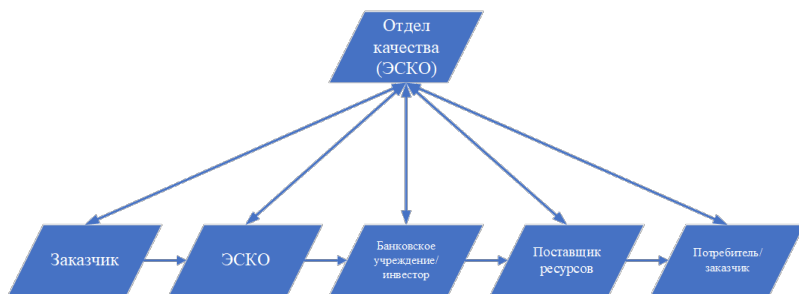 Отдел
качества
(ЭСКО)
Заказчик
ЭСКО
Банковское
учреждение/
инвестор
Поставщик
ресурсов
Потребитель/
заказчик